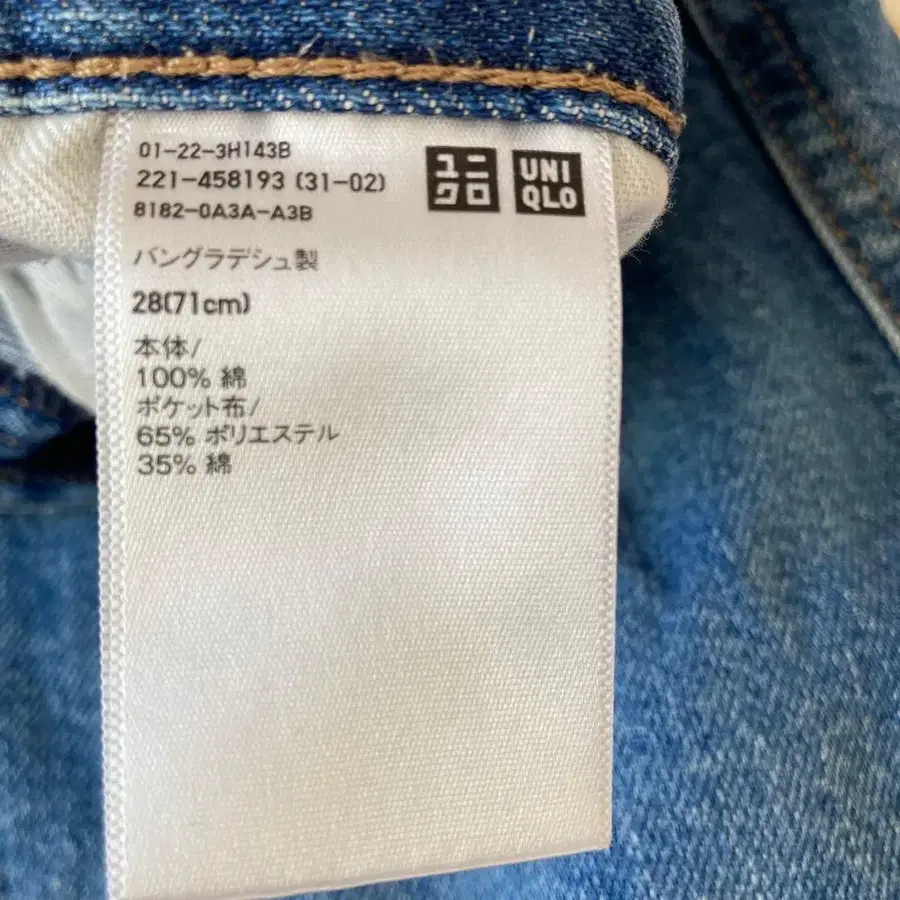 01-22-3H143B
221-458193 (31-02)
8182-0A3A-A3B
ユニ
クロ
UNI
QLO
バングラデシュ製
28(71cm)
本体/
100% 綿
ポケット布/
65% ポリエステル
35% 綿